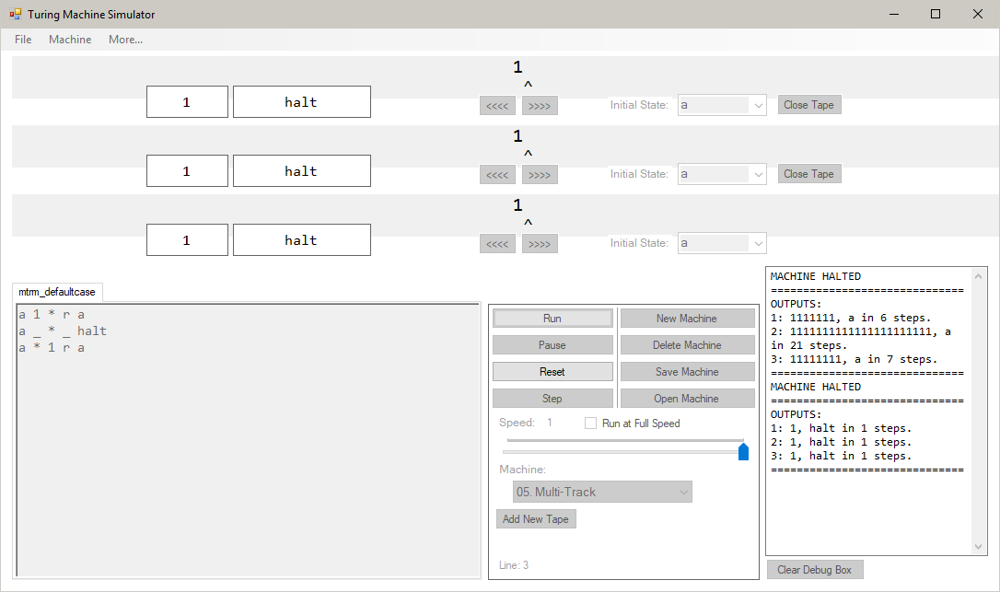 Turing Machine Simulator
File Machine More...
1
^
1 halt <<<< >>>> Initial State: a Close Tape
1
^
1 halt <<<< >>>> Initial State: a Close Tape
1
^
1 halt <<<< >>>> Initial State: a
mtrm_defaultcase
a 1 * r a
a _ * _ halt
a * 1 r a
Run New Machine
Pause Delete Machine
Reset Save Machine
Step Open Machine
Speed: 1 Run at Full Speed
Machine:
05. Multi-Track
Add New Tape
Line: 3
MACHINE HALTED
==============================
OUTPUTS:
1: 1111111, a in 6 steps.
2: 1111111111111111111111, a
in 21 steps.
3: 11111111, a in 7 steps.
==============================
MACHINE HALTED
==============================
OUTPUTS:
1: 1, halt in 1 steps.
2: 1, halt in 1 steps.
3: 1, halt in 1 steps.
==============================
Clear Debug Box